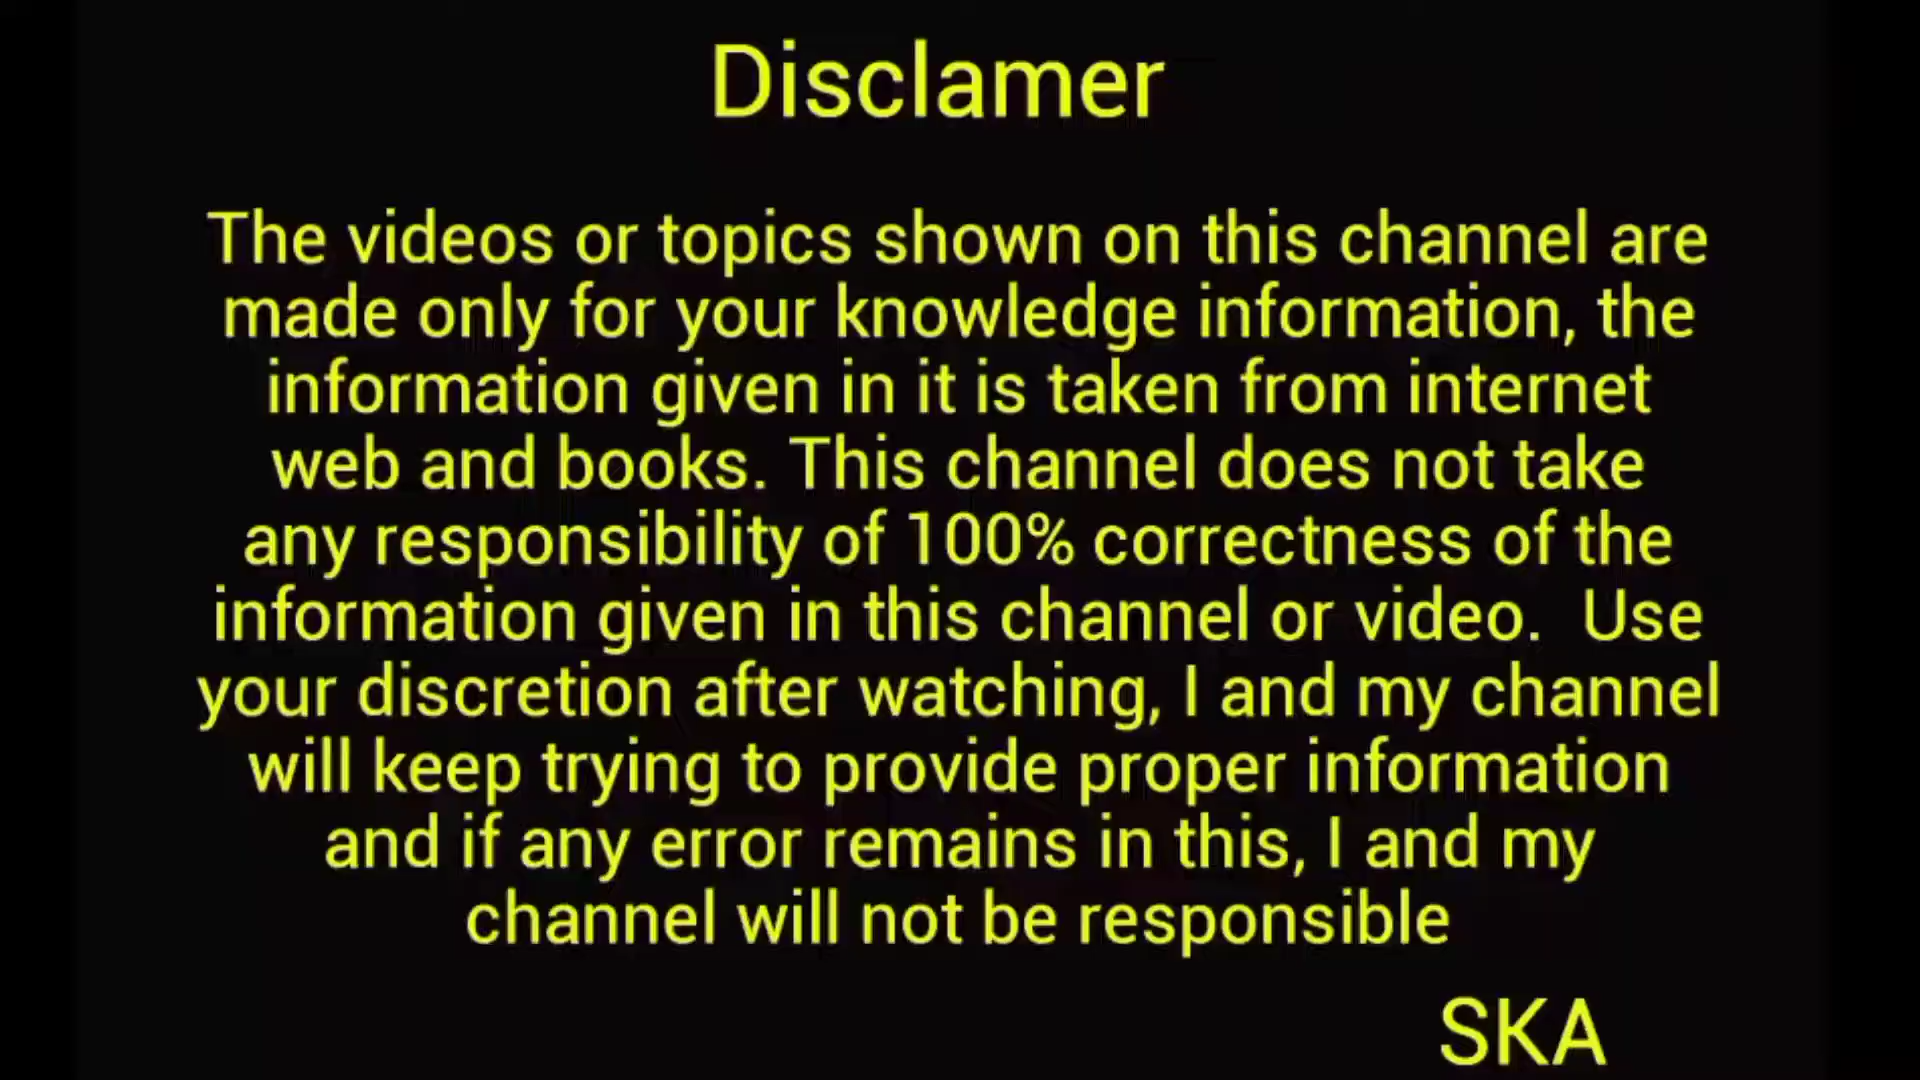 Disclamer
The videos or topics shown on this channel are
made only for your knowledge information, the
information given in it is taken from internet
web and books. This channel does not take
any responsibility of 100% correctness of the
information given in this channel or video.  Use
your discretion after watching, I and my channel
will keep trying to provide proper information
and if any error remains in this, I and my
channel will not be responsible
SKA